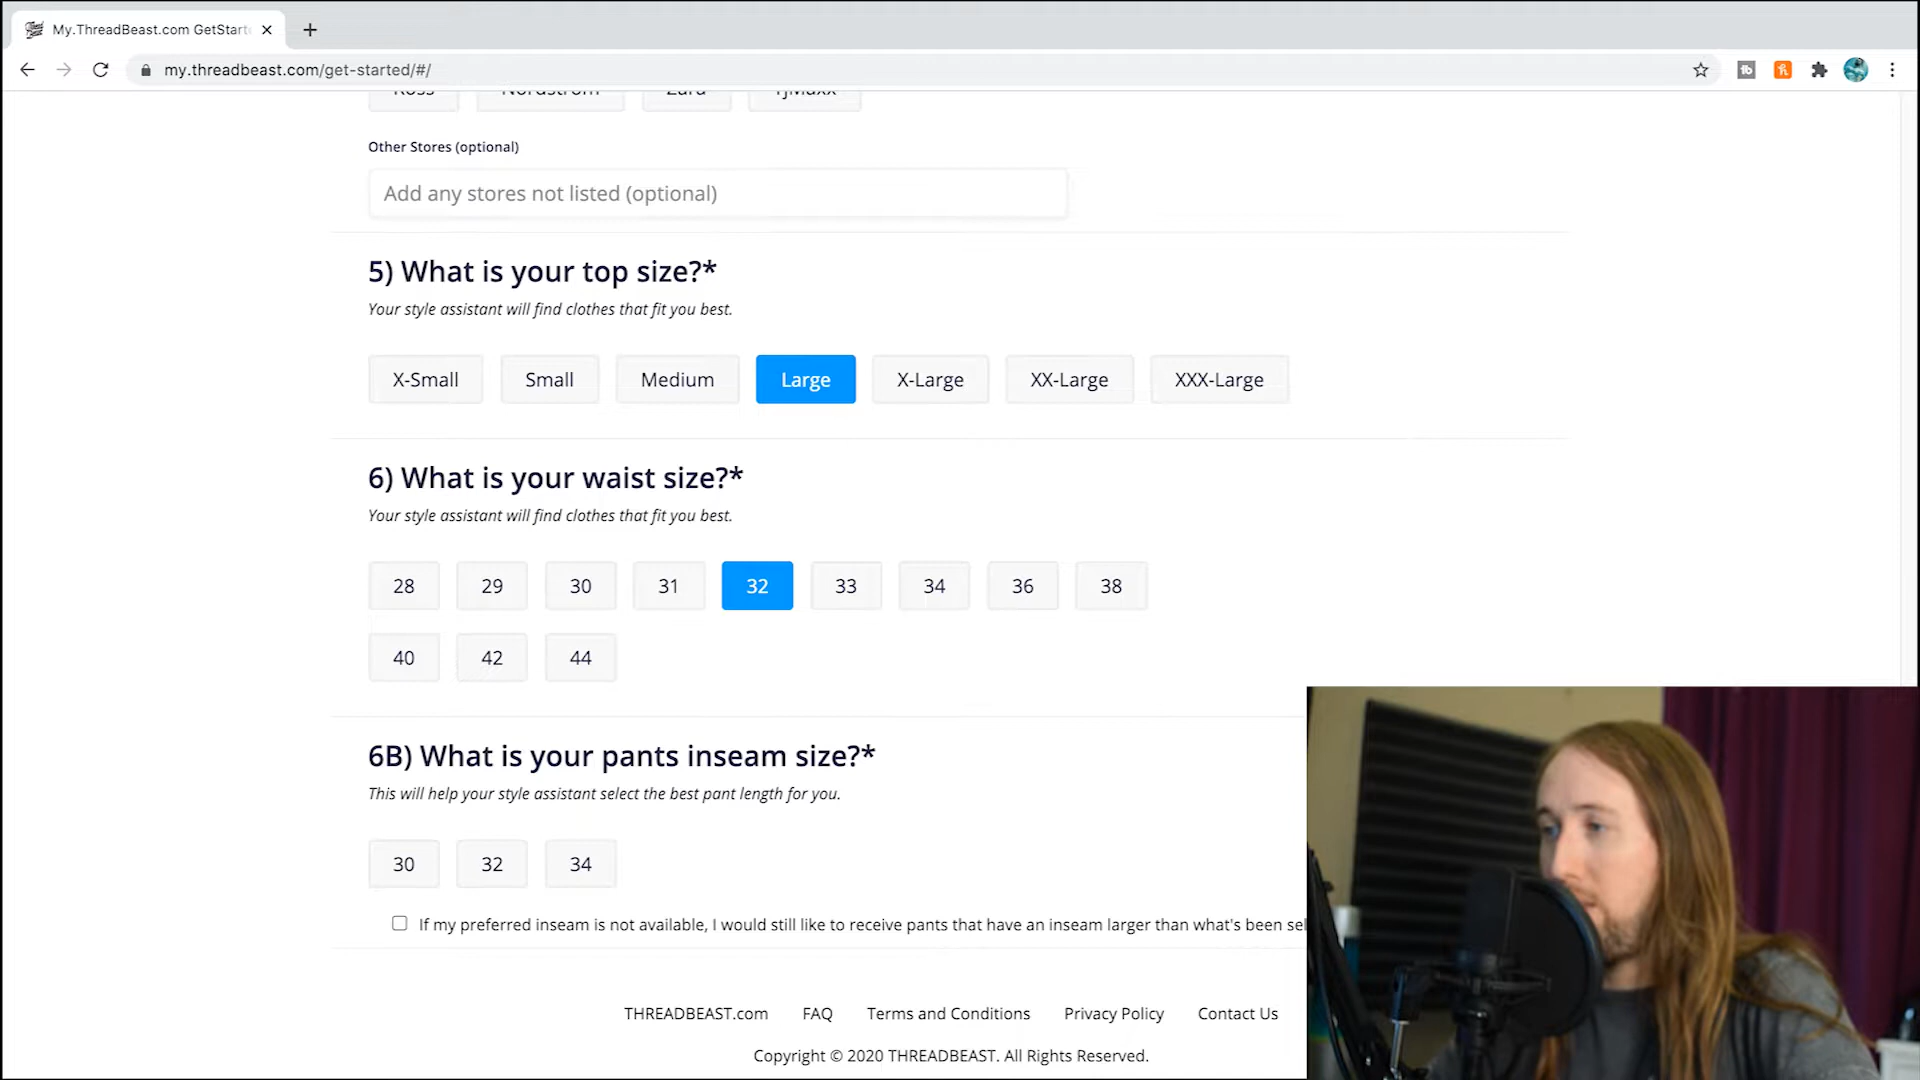 My.ThreadBeast.com GetStart
my.threadbeast.com/get-started/#/
Ross Nordstrom Zara TJMaxx
Other Stores (optional)
Add any stores not listed (optional)
5) What is your top size?*
Your style assistant will find clothes that fit you best.
X-Small Small Medium Large X-Large XX-Large XXX-Large
6) What is your waist size?*
Your style assistant will find clothes that fit you best.
28 29 30 31 32 33 34 36 38
40 42 44
6B) What is your pants inseam size?*
This will help your style assistant select the best pant length for you.
30 32 34
If my preferred inseam is not available, I would still like to receive pants that have an inseam larger than what's been sel
THREADBEAST.com FAQ Terms and Conditions Privacy Policy Contact Us
Copyright © 2020 THREADBEAST. All Rights Reserved.